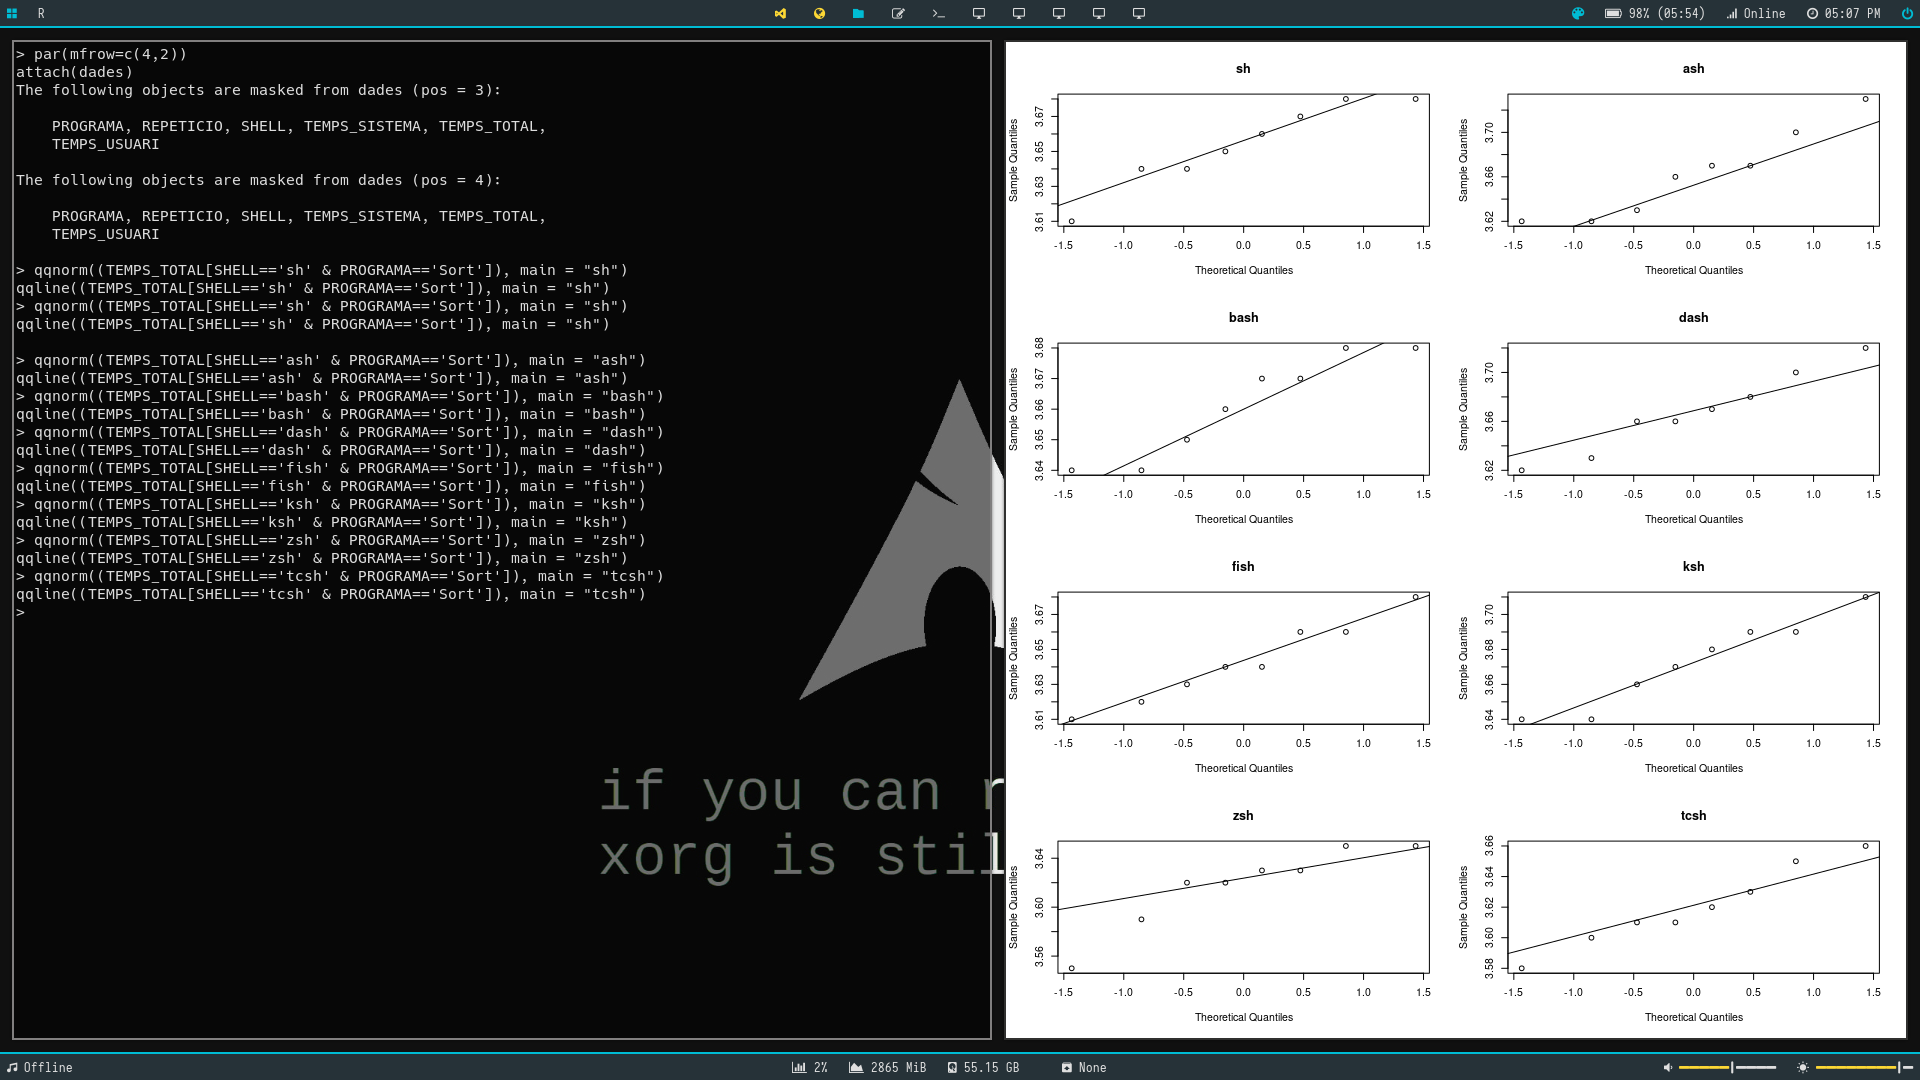 R
98% (05:54)
Online
05:07 PM
> par(mfrow=c(4,2))
attach(dades)
The following objects are masked from dades (pos = 3):
PROGRAMA, REPETICIO, SHELL, TEMPS_SISTEMA, TEMPS_TOTAL,
TEMPS_USUARI
The following objects are masked from dades (pos = 4):
PROGRAMA, REPETICIO, SHELL, TEMPS_SISTEMA, TEMPS_TOTAL,
TEMPS_USUARI
> qqnorm((TEMPS_TOTAL[SHELL=='sh' & PROGRAMA=='Sort']), main = "sh")
qqline((TEMPS_TOTAL[SHELL=='sh' & PROGRAMA=='Sort']), main = "sh")
> qqnorm((TEMPS_TOTAL[SHELL=='sh' & PROGRAMA=='Sort']), main = "sh")
qqline((TEMPS_TOTAL[SHELL=='sh' & PROGRAMA=='Sort']), main = "sh")
> qqnorm((TEMPS_TOTAL[SHELL=='ash' & PROGRAMA=='Sort']), main = "ash")
qqline((TEMPS_TOTAL[SHELL=='ash' & PROGRAMA=='Sort']), main = "ash")
> qqnorm((TEMPS_TOTAL[SHELL=='bash' & PROGRAMA=='Sort']), main = "bash")
qqline((TEMPS_TOTAL[SHELL=='bash' & PROGRAMA=='Sort']), main = "bash")
> qqnorm((TEMPS_TOTAL[SHELL=='dash' & PROGRAMA=='Sort']), main = "dash")
qqline((TEMPS_TOTAL[SHELL=='dash' & PROGRAMA=='Sort']), main = "dash")
> qqnorm((TEMPS_TOTAL[SHELL=='fish' & PROGRAMA=='Sort']), main = "fish")
qqline((TEMPS_TOTAL[SHELL=='fish' & PROGRAMA=='Sort']), main = "fish")
> qqnorm((TEMPS_TOTAL[SHELL=='ksh' & PROGRAMA=='Sort']), main = "ksh")
qqline((TEMPS_TOTAL[SHELL=='ksh' & PROGRAMA=='Sort']), main = "ksh")
> qqnorm((TEMPS_TOTAL[SHELL=='zsh' & PROGRAMA=='Sort']), main = "zsh")
qqline((TEMPS_TOTAL[SHELL=='zsh' & PROGRAMA=='Sort']), main = "zsh")
> qqnorm((TEMPS_TOTAL[SHELL=='tcsh' & PROGRAMA=='Sort']), main = "tcsh")
qqline((TEMPS_TOTAL[SHELL=='tcsh' & PROGRAMA=='Sort']), main = "tcsh")
>
if you can
xorg is stil
sh
Sample Quantiles
3.61 3.63 3.65 3.67
-1.5 -1.0 -0.5 0.0 0.5 1.0 1.5
Theoretical Quantiles
ash
Sample Quantiles
3.62 3.66 3.70
-1.5 -1.0 -0.5 0.0 0.5 1.0 1.5
Theoretical Quantiles
bash
Sample Quantiles
3.64 3.65 3.66 3.67 3.68
-1.5 -1.0 -0.5 0.0 0.5 1.0 1.5
Theoretical Quantiles
dash
Sample Quantiles
3.62 3.66 3.70
-1.5 -1.0 -0.5 0.0 0.5 1.0 1.5
Theoretical Quantiles
fish
Sample Quantiles
3.61 3.63 3.65 3.67
-1.5 -1.0 -0.5 0.0 0.5 1.0 1.5
Theoretical Quantiles
ksh
Sample Quantiles
3.64 3.66 3.68 3.70
-1.5 -1.0 -0.5 0.0 0.5 1.0 1.5
Theoretical Quantiles
zsh
Sample Quantiles
3.56 3.60 3.64
-1.5 -1.0 -0.5 0.0 0.5 1.0 1.5
Theoretical Quantiles
tcsh
Sample Quantiles
3.58 3.60 3.62 3.64 3.66
-1.5 -1.0 -0.5 0.0 0.5 1.0 1.5
Theoretical Quantiles
Offline
2%
2865 MiB
55.15 GB
None